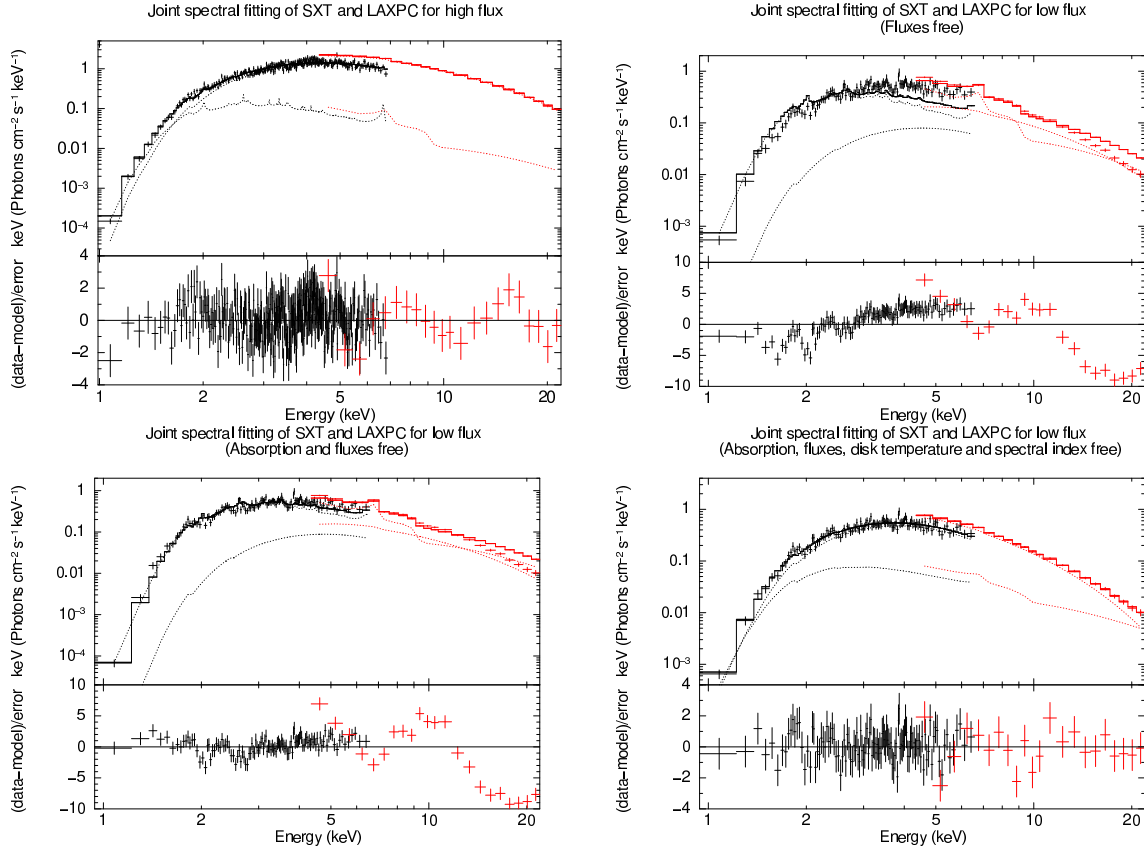 Joint spectral fitting of SXT and LAXPC for high flux
keV (Photons cm⁻² s⁻¹ keV⁻¹)
1
0.1
0.01
10⁻³
10⁻⁴
(data−model)/error
4
2
0
−2
−4
1 2 5 10 20
Energy (keV)
Joint spectral fitting of SXT and LAXPC for low flux
(Fluxes free)
keV (Photons cm⁻² s⁻¹ keV⁻¹)
1
0.1
0.01
10⁻³
(data−model)/error
10
5
0
−5
−10
1 2 5 10 20
Energy (keV)
Joint spectral fitting of SXT and LAXPC for low flux
(Absorption and fluxes free)
keV (Photons cm⁻² s⁻¹ keV⁻¹)
1
0.1
0.01
10⁻³
10⁻⁴
(data−model)/error
10
5
0
−5
−10
1 2 5 10 20
Energy (keV)
Joint spectral fitting of SXT and LAXPC for low flux
(Absorption, fluxes, disk temperature and spectral index free)
keV (Photons cm⁻² s⁻¹ keV⁻¹)
1
0.1
0.01
10⁻³
(data−model)/error
4
2
0
−2
−4
1 2 5 10 20
Energy (keV)